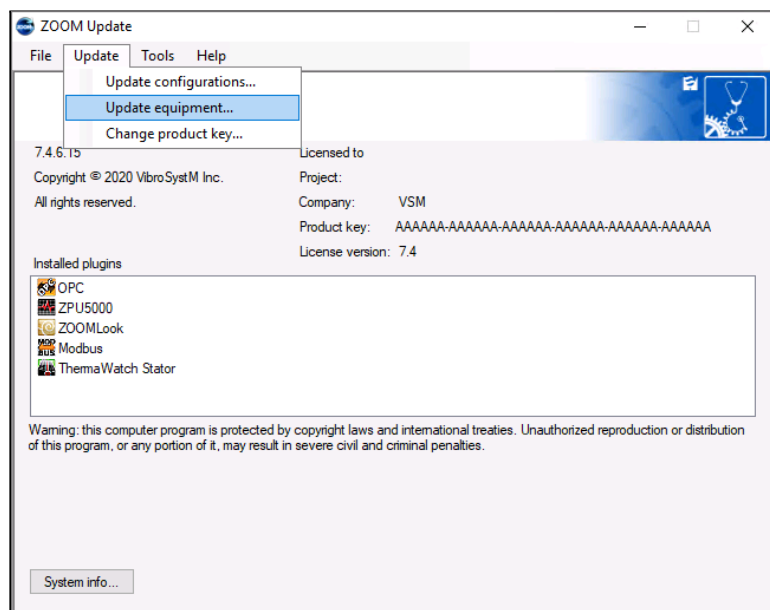 ZOOM Update
File Update Tools Help
Update configurations...
Update equipment...
Change product key...
7.4.6.15 Licensed to
Copyright © 2020 VibroSystM Inc. Project:
All rights reserved. Company: VSM
Product key: AAAAAA-AAAAAA-AAAAAA-AAAAAA-AAAAAA-AAAAAA
License version: 7.4
Installed plugins
OPC
ZPU5000
ZOOMLook
Modbus
ThermaWatch Stator
Warning: this computer program is protected by copyright laws and international treaties. Unauthorized reproduction or distribution
of this program, or any portion of it, may result in severe civil and criminal penalties.
System info...